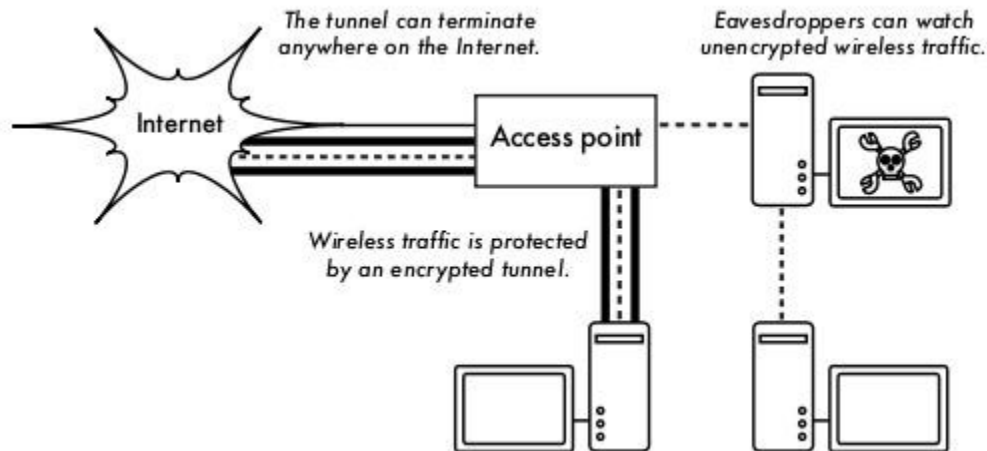 The tunnel can terminate
anywhere on the Internet.
Eavesdroppers can watch
unencrypted wireless traffic.
Internet
Access point
Wireless traffic is protected
by an encrypted tunnel.